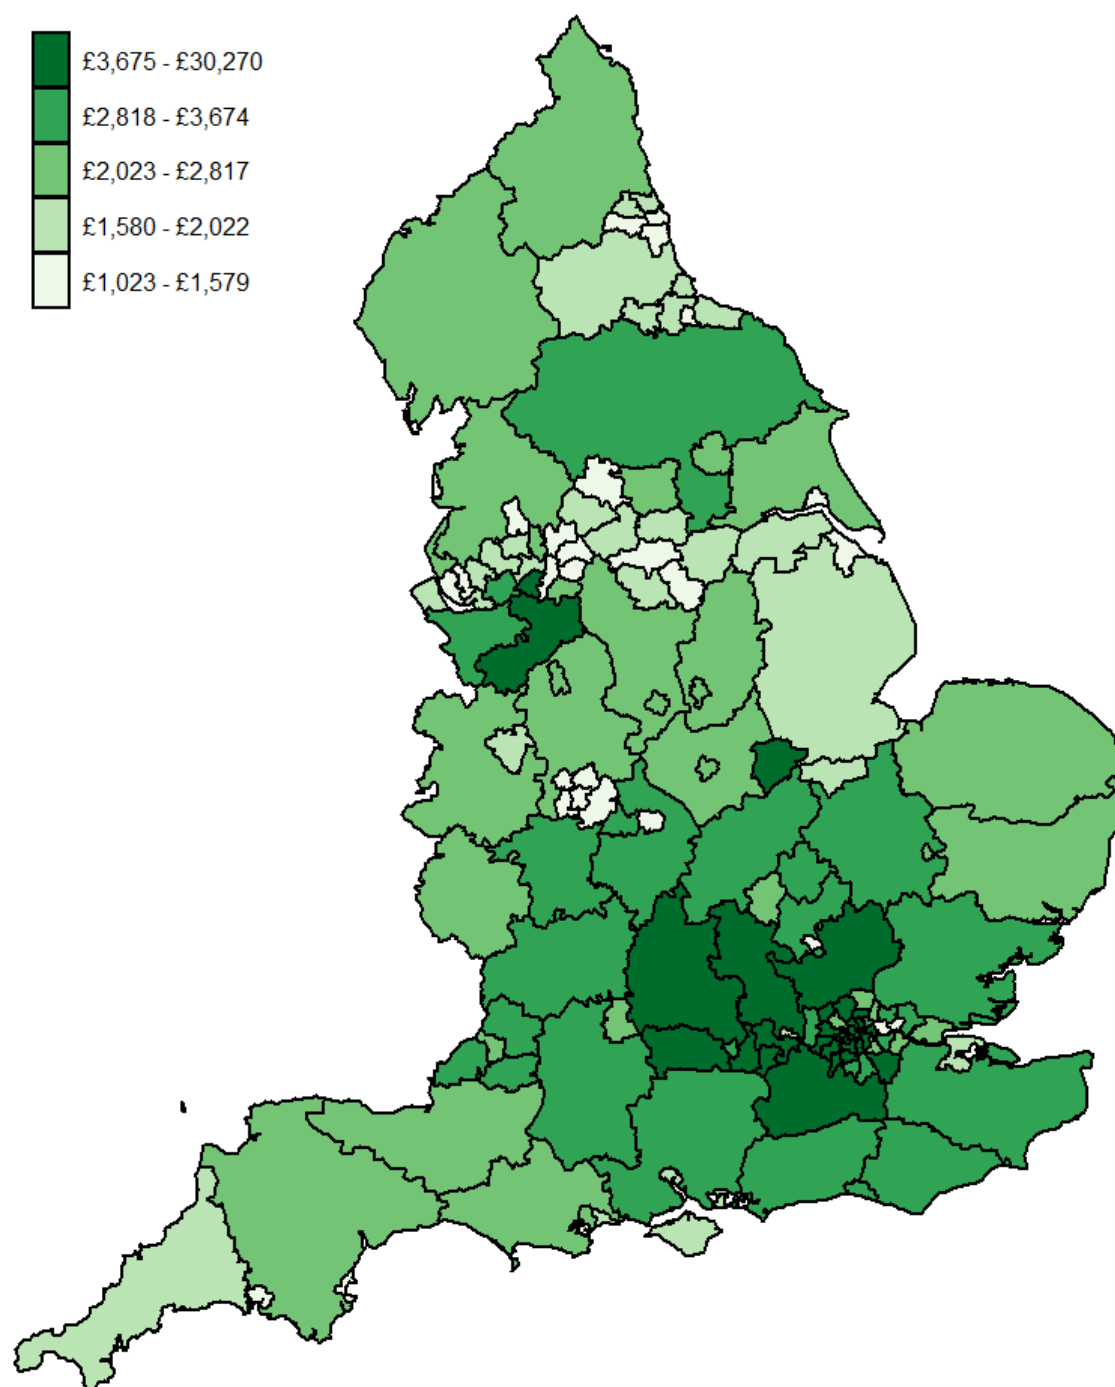 £3,675 - £30,270
£2,818 - £3,674
£2,023 - £2,817
£1,580 - £2,022
£1,023 - £1,579